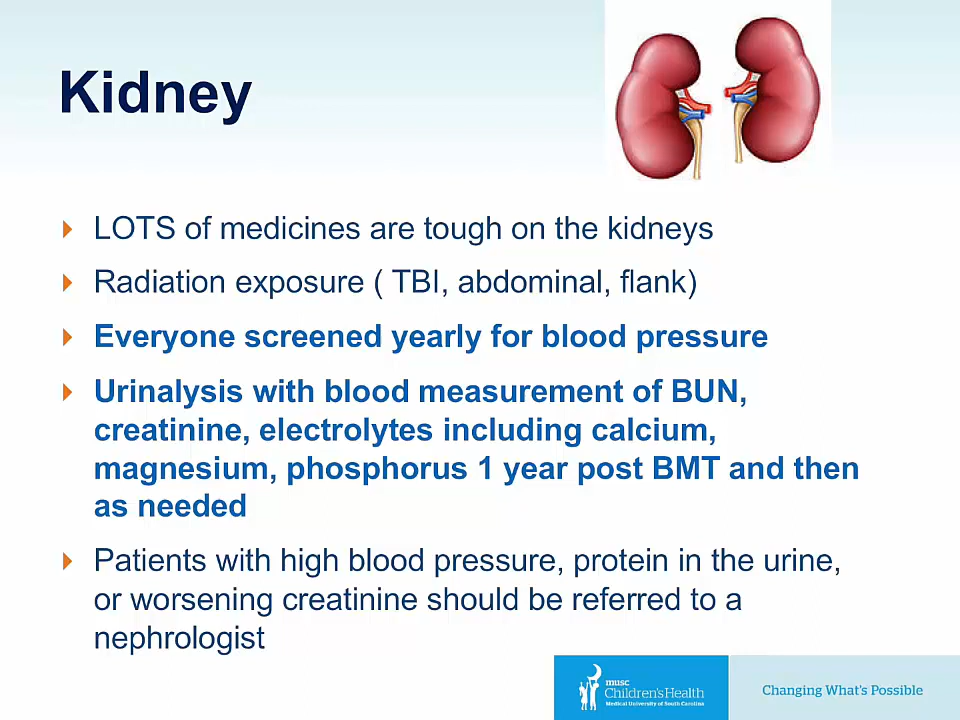 Kidney
LOTS of medicines are tough on the kidneys
Radiation exposure ( TBI, abdominal, flank)
Everyone screened yearly for blood pressure
Urinalysis with blood measurement of BUN,
creatinine, electrolytes including calcium,
magnesium, phosphorus 1 year post BMT and then
as needed
Patients with high blood pressure, protein in the urine,
or worsening creatinine should be referred to a
nephrologist
musc
Children's Health
Medical University of South Carolina
Changing What's Possible